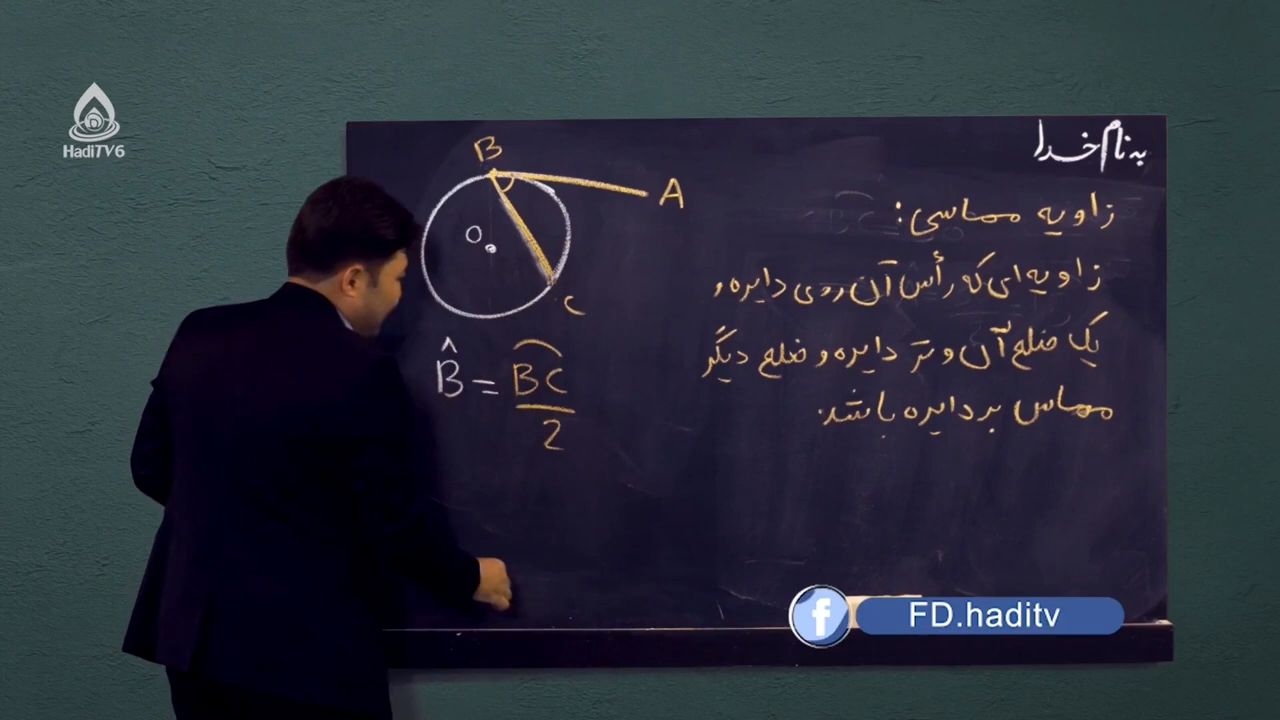 HadiTV6
به نام خدا
زاویه مماسی:
زاویه‌ای که رأس آن روی دایره و
یک ضلع آن وتر دایره و ضلع دیگر
مماس بر دایره باشد.
B
A
O
C
B̂ = B͡C / 2
FD.haditv